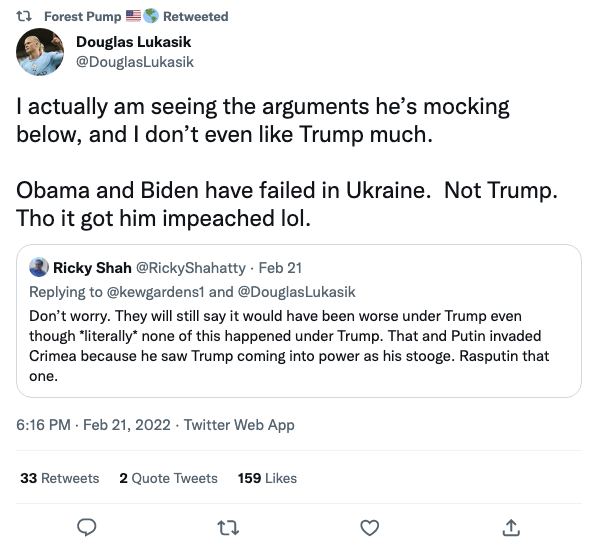 Forest Pump 🇺🇸🌎 Retweeted
Douglas Lukasik
@DouglasLukasik
I actually am seeing the arguments he’s mocking
below, and I don’t even like Trump much.
Obama and Biden have failed in Ukraine.  Not Trump.
Tho it got him impeached lol.
Ricky Shah @RickyShahatty · Feb 21
Replying to @kewgardens1 and @DouglasLukasik
Don’t worry. They will still say it would have been worse under Trump even
though *literally* none of this happened under Trump. That and Putin invaded
Crimea because he saw Trump coming into power as his stooge. Rasputin that
one.
6:16 PM · Feb 21, 2022 · Twitter Web App
33 Retweets 2 Quote Tweets 159 Likes